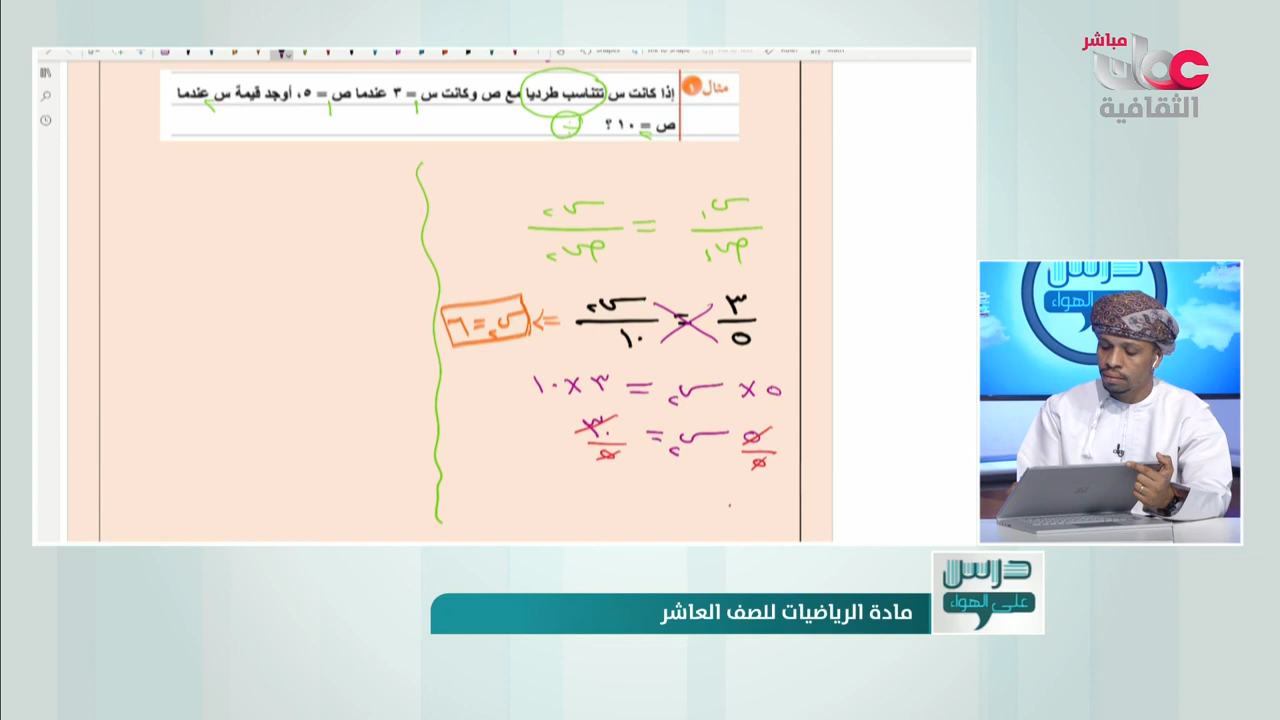 مباشر
عمان
الثقافية
مثال ١
إذا كانت س تتناسب طرديا مع ص وكانت س = ٣ عندما ص = ٥، أوجد قيمة س عندما
ص = ١٠ ؟
س١ / ص١ = س٢ / ص٢
٣ / ٥ = س٢ / ١٠ => س٢ = ٦
٥ × س٢ = ٣ × ١٠
٥ / ٥ س٢ = ٣٠ / ٥
درس
على الهواء
درس
على الهواء
مادة الرياضيات للصف العاشر